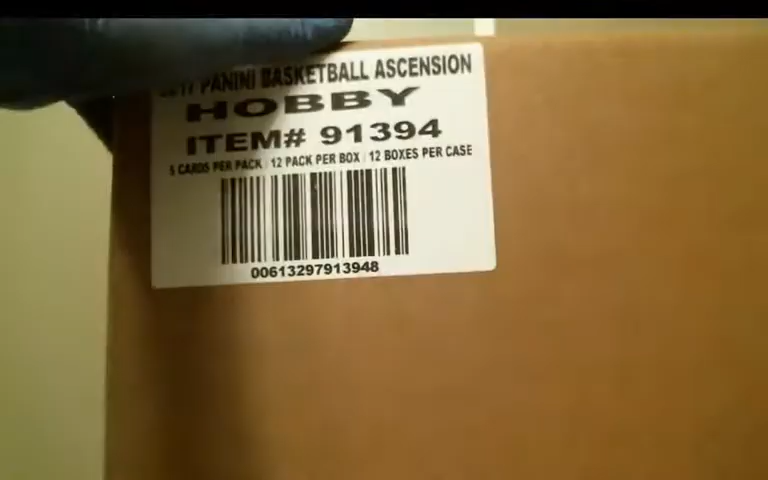 2017 PANINI BASKETBALL ASCENSION
HOBBY
ITEM# 91394
5 CARDS PER PACK | 12 PACK PER BOX | 12 BOXES PER CASE
00613297913948